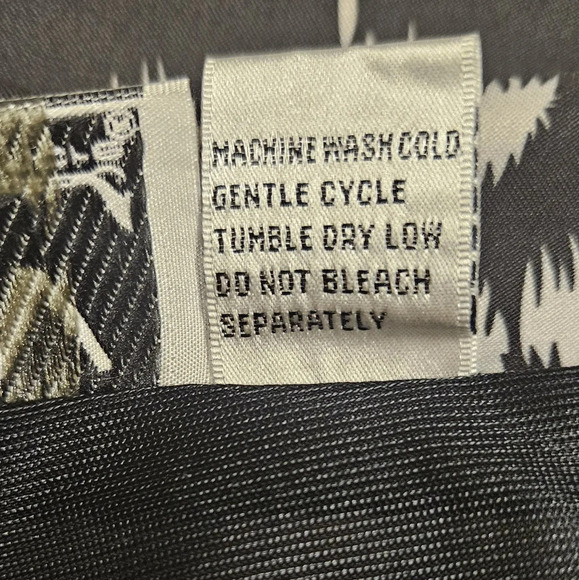 MACHINE WASH COLD
GENTLE CYCLE
TUMBLE DRY LOW
DO NOT BLEACH
SEPARATELY